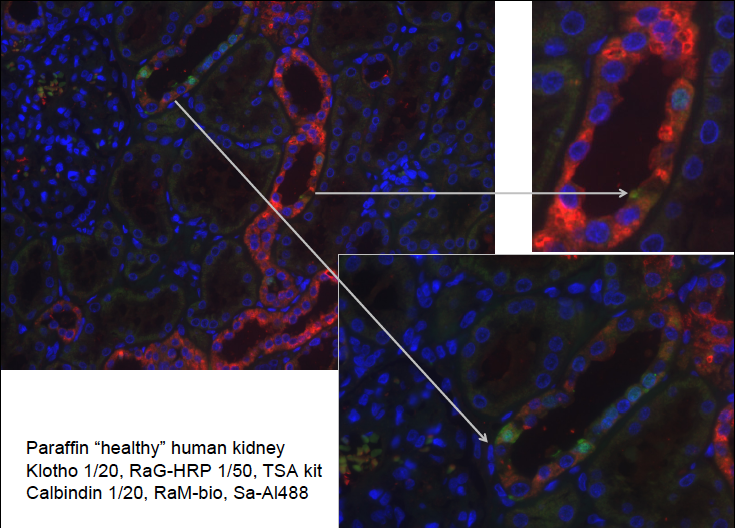 Paraffin “healthy” human kidney
Klotho 1/20, RaG-HRP 1/50, TSA kit
Calbindin 1/20, RaM-bio, Sa-Al488